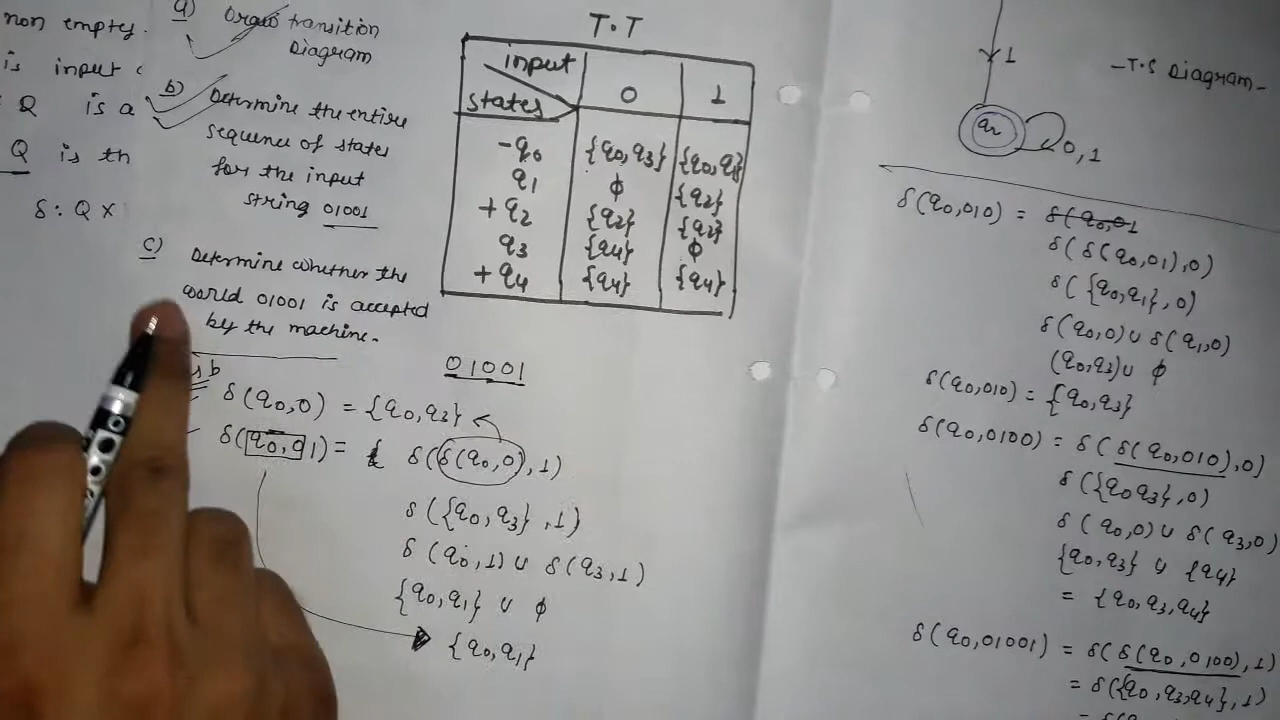 non empty.
is input
Q is a
Q is th
δ: Q ×
a) Draw transition
Diagram
b) Determine the entire
sequence of states
for the input
string 01001
c) Determine whether the
world 01001 is accepted
by the machine.
T.T
input
states 0 1
-q0 {q0,q3} {q0,q1}
q1 φ {q2}
+q2 {q2} {q2}
q3 {q4} φ
+q4 {q4} {q4}
01001
b
δ(q0,0) = {q0,q3}
δ(q0,01) = δ(δ(q0,0),1)
δ({q0,q3},1)
δ(q0,1) ∪ δ(q3,1)
{q0,q1} ∪ φ
{q0,q1}
1
-T.S Diagram-
q2
0,1
δ(q0,010) = δ(q0,01
δ(δ(q0,01),0)
δ({q0,q1},0)
δ(q0,0) ∪ δ(q1,0)
(q0,q3) ∪ φ
δ(q0,010) = {q0,q3}
δ(q0,0100) = δ(δ(q0,010),0)
δ({q0q3},0)
δ(q0,0) ∪ δ(q3,0)
{q0,q3} ∪ {q4}
= {q0,q3,q4}
δ(q0,01001) = δ(δ(q0,0100),1)
= δ({q0,q3,q4},1)